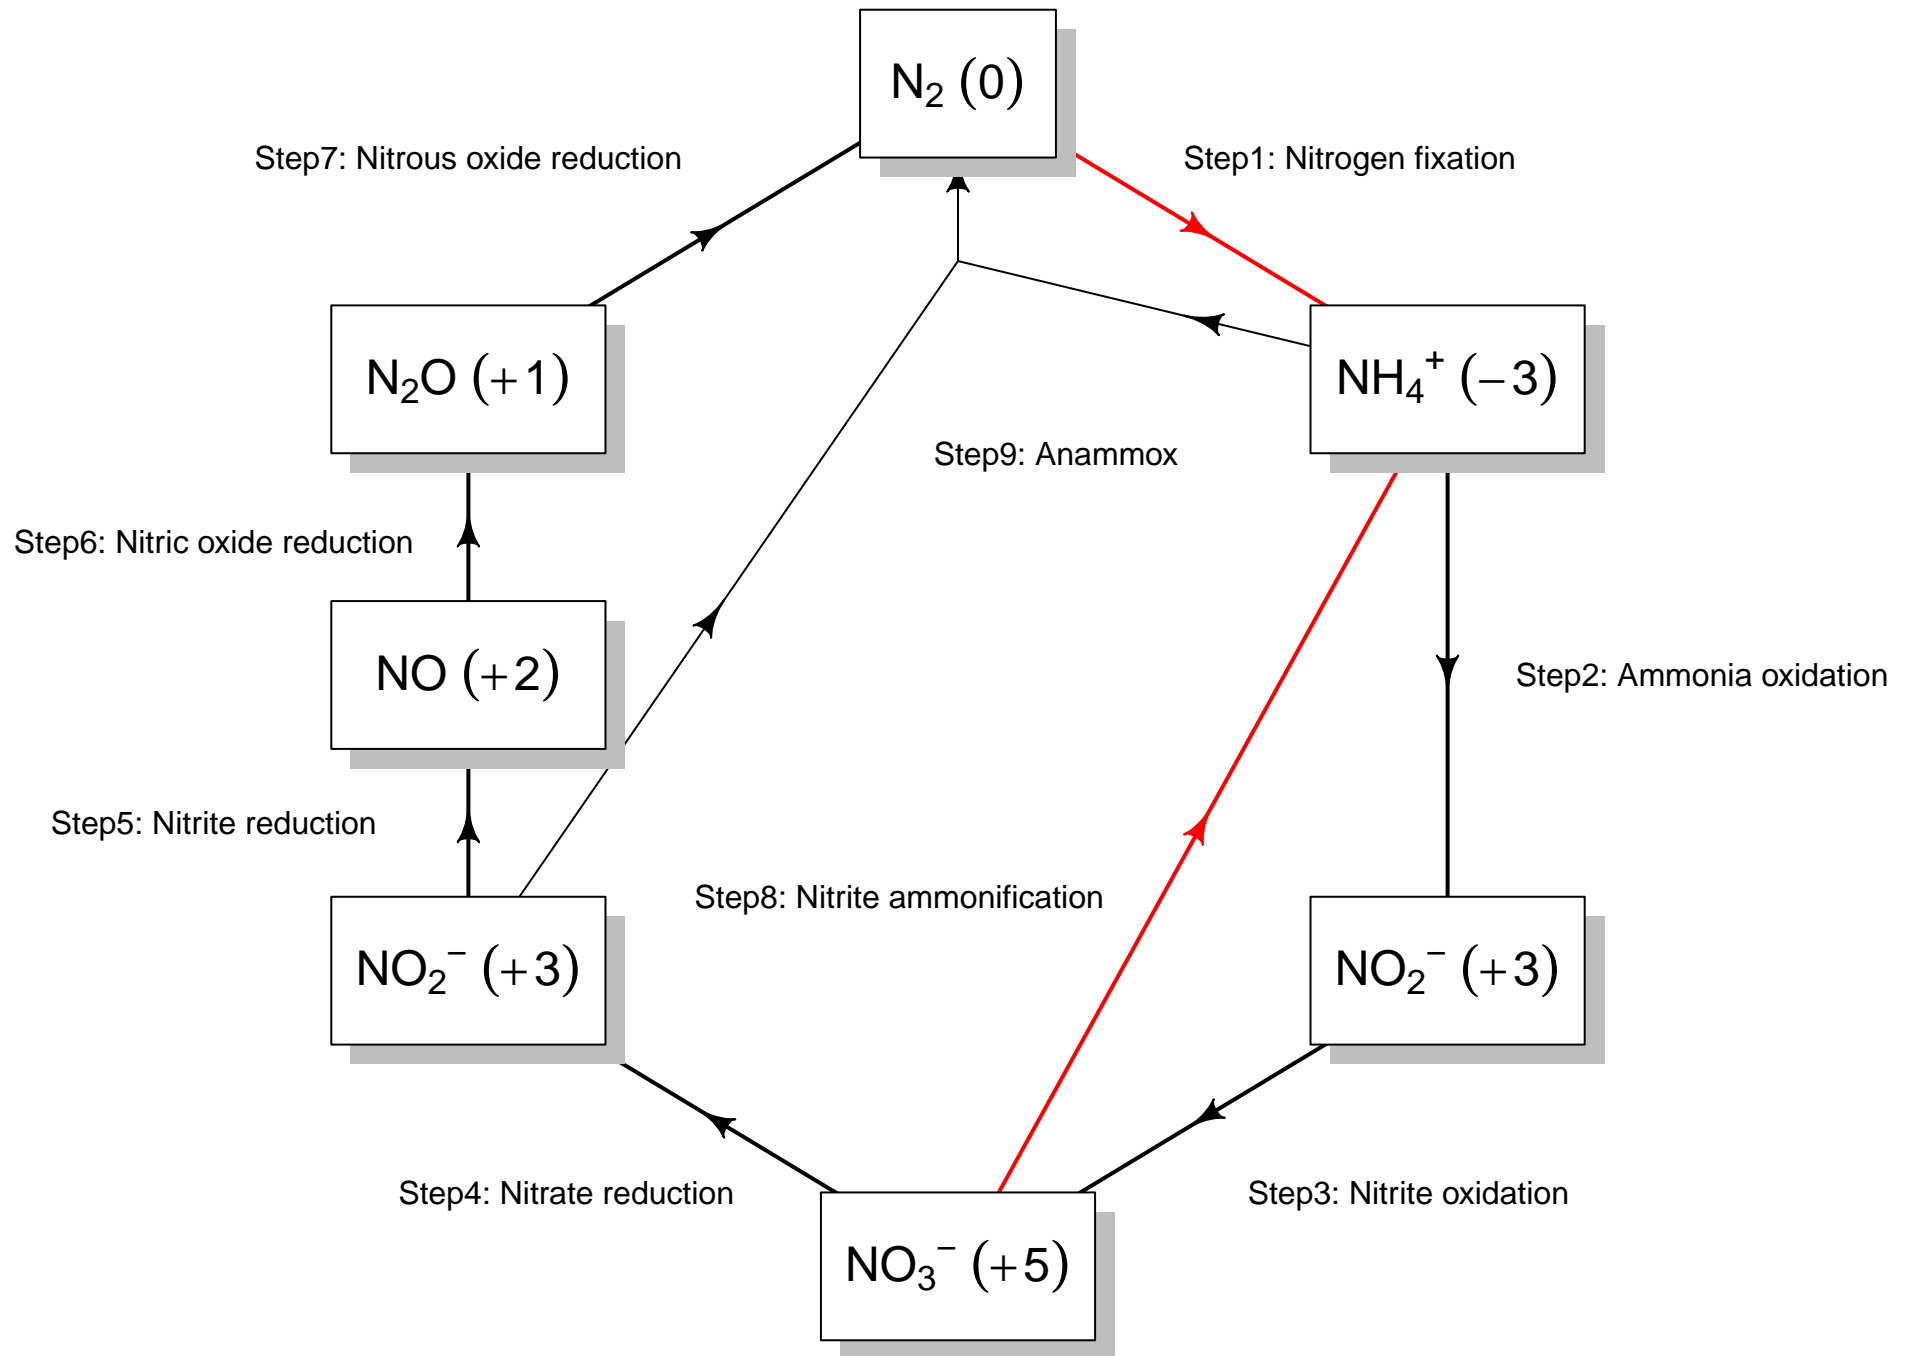 N₂ (0)
Step7: Nitrous oxide reduction
Step1: Nitrogen fixation
N₂O (+1)
NH₄⁺ (−3)
Step9: Anammox
Step6: Nitric oxide reduction
NO (+2)
Step2: Ammonia oxidation
Step5: Nitrite reduction
Step8: Nitrite ammonification
NO₂⁻ (+3)
NO₂⁻ (+3)
Step4: Nitrate reduction
Step3: Nitrite oxidation
NO₃⁻ (+5)